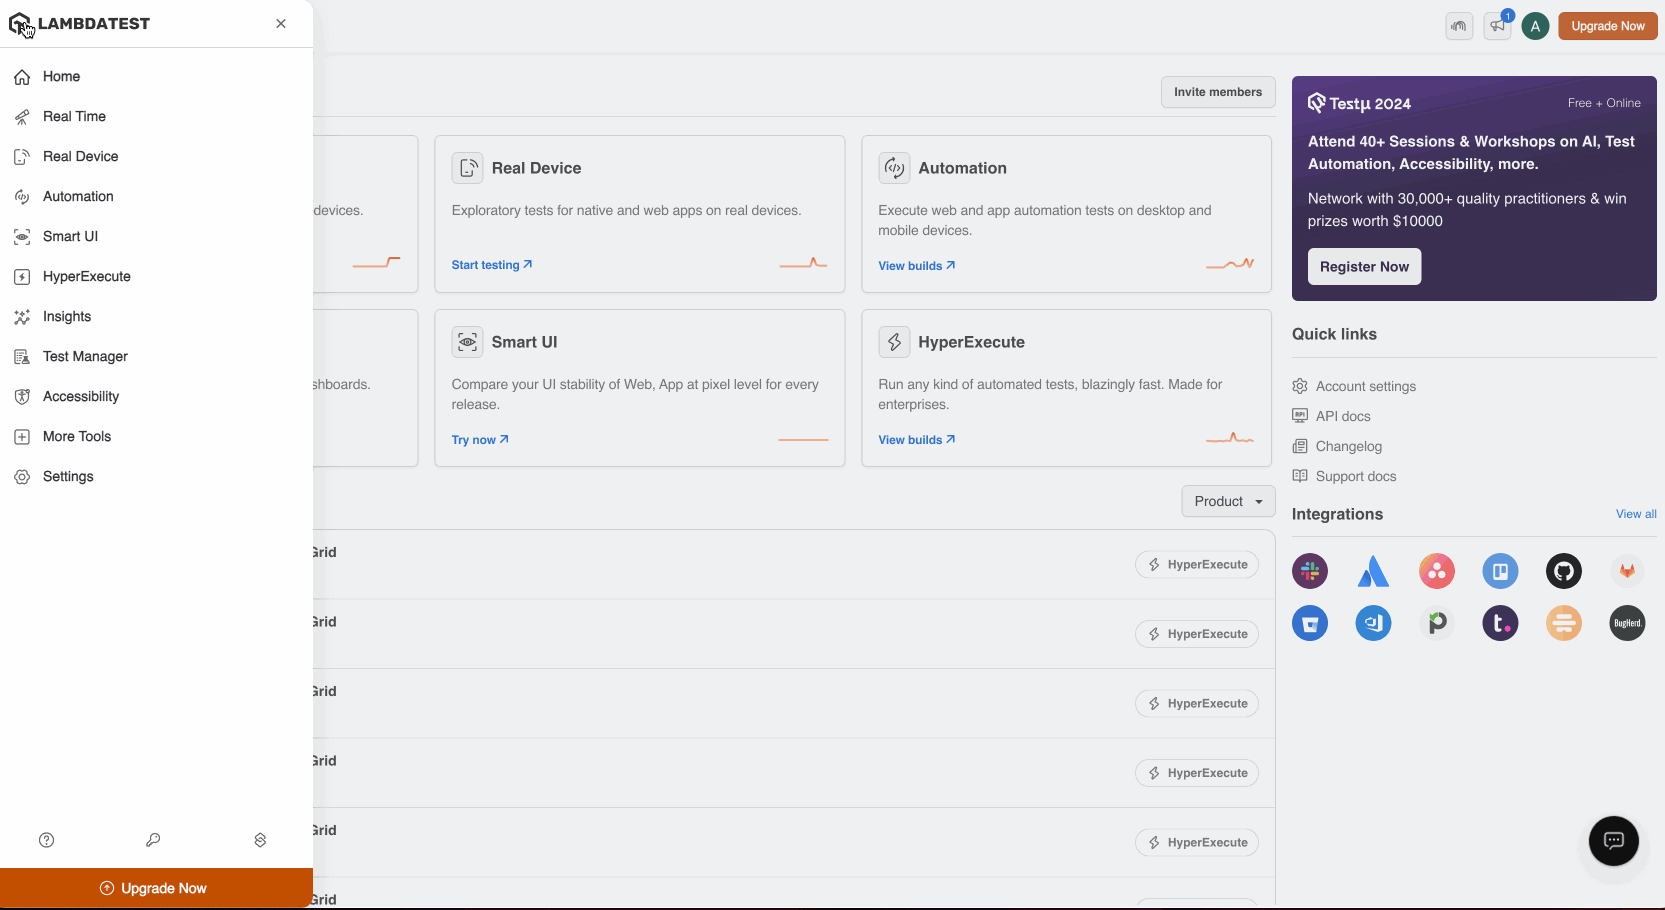 LAMBDATEST
Home
Real Time
Real Device
Automation
Smart UI
HyperExecute
Insights
Test Manager
Accessibility
More Tools
Settings
Upgrade Now
1
A
Upgrade Now
Invite members
devices.
Real Device
Exploratory tests for native and web apps on real devices.
Start testing
Automation
Execute web and app automation tests on desktop and
mobile devices.
View builds
shboards.
Smart UI
Compare your UI stability of Web, App at pixel level for every
release.
Try now
HyperExecute
Run any kind of automated tests, blazingly fast. Made for
enterprises.
View builds
Product
Grid
HyperExecute
Grid
HyperExecute
Grid
HyperExecute
Grid
HyperExecute
Grid
HyperExecute
Grid
Testμ 2024
Free + Online
Attend 40+ Sessions & Workshops on AI, Test
Automation, Accessibility, more.
Network with 30,000+ quality practitioners & win
prizes worth $10000
Register Now
Quick links
Account settings
API docs
Changelog
Support docs
Integrations
View all
t.
BugHerd.